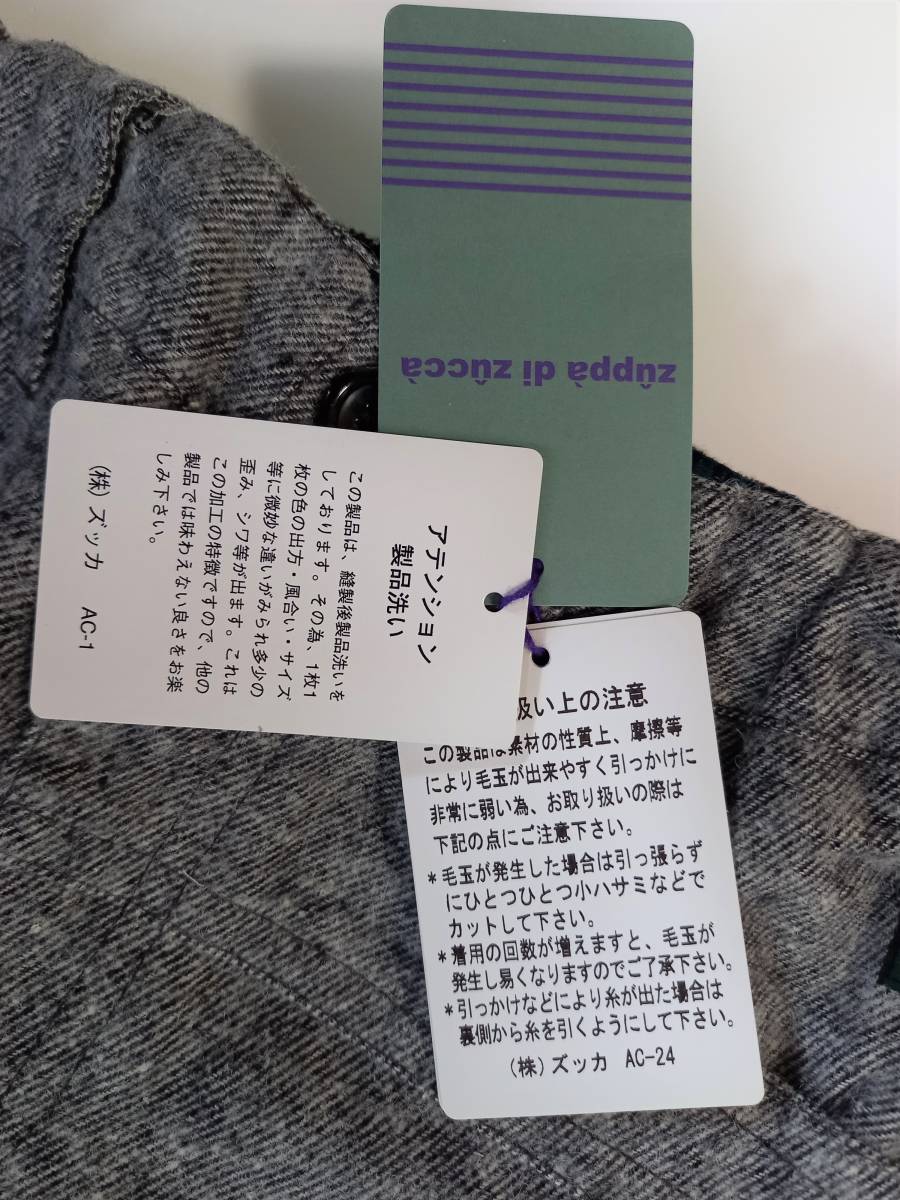 zûppà di zûccà
アテンション
製品洗い
この製品は、縫製後製品洗いを
しております。その為、1枚1
枚の色の出方・風合い・サイズ
等に微妙な違いがみられ多少の
歪み、シワ等が出ます。これは
この加工の特徴ですので、他の
製品では味わえない良さをお楽
しみ下さい。
(株)ズッカ AC-1
扱い上の注意
この製品は素材の性質上、摩擦等
により毛玉が出来やすく引っかけに
非常に弱い為、お取り扱いの際は
下記の点にご注意下さい。
*毛玉が発生した場合は引っ張らず
にひとつひとつ小ハサミなどで
カットして下さい。
*着用の回数が増えますと、毛玉が
発生し易くなりますのでご了承下さい。
*引っかけなどにより糸が出た場合は
裏側から糸を引くようにして下さい。
(株)ズッカ AC-24